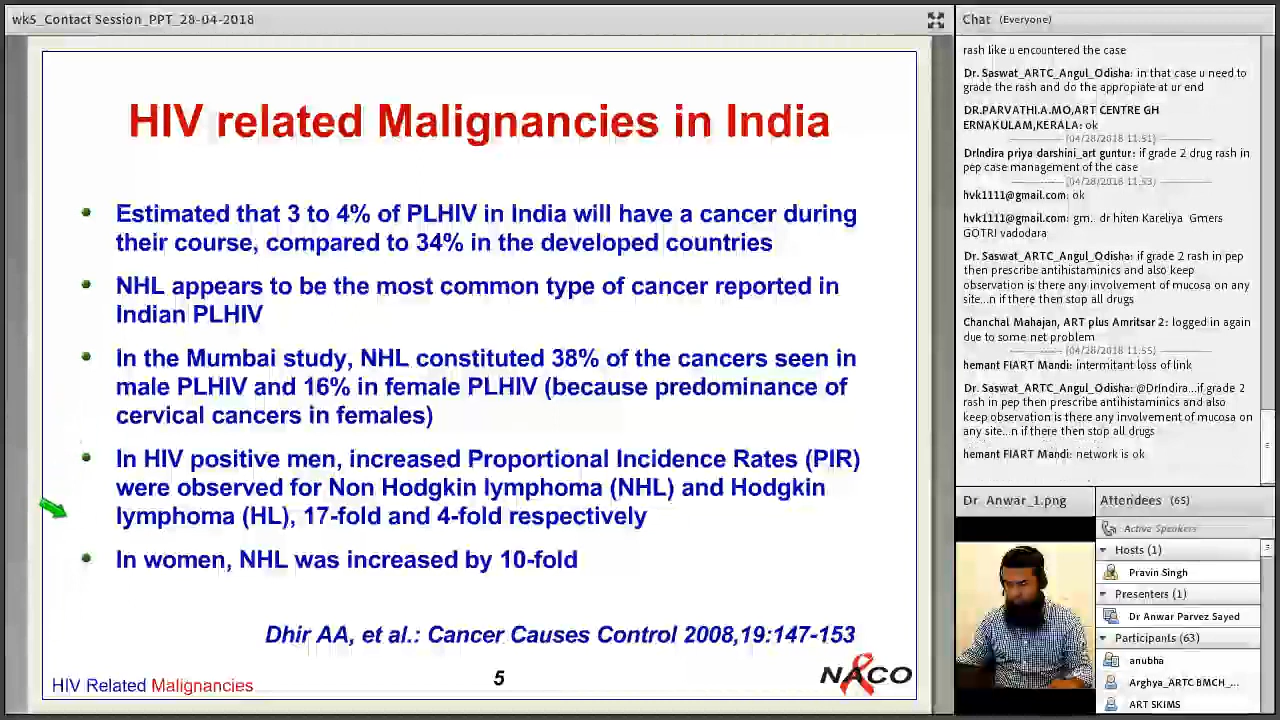 wk5_Contact Session_PPT_28-04-2018
HIV related Malignancies in India
Estimated that 3 to 4% of PLHIV in India will have a cancer during
their course, compared to 34% in the developed countries
NHL appears to be the most common type of cancer reported in
Indian PLHIV
In the Mumbai study, NHL constituted 38% of the cancers seen in
male PLHIV and 16% in female PLHIV (because predominance of
cervical cancers in females)
In HIV positive men, increased Proportional Incidence Rates (PIR)
were observed for Non Hodgkin lymphoma (NHL) and Hodgkin
lymphoma (HL), 17-fold and 4-fold respectively
In women, NHL was increased by 10-fold
Dhir AA, et al.: Cancer Causes Control 2008,19:147-153
HIV Related Malignancies
5
NACO
Chat (Everyone)
rash like u encountered the case
Dr. Saswat_ARTC_Angul_Odisha: in that case u need to
grade the rash and do the appropiate at ur end
DR.PARVATHI.A.MO,ART CENTRE GH
ERNAKULAM,KERALA: ok
(04/28/2018 11:51)
DrIndira priya darshini_art guntur: if grade 2 drug rash in
pep case management of the case
(04/28/2018 11:53)
hvk1111@gmail.com: ok
hvk1111@gmail.com: gm. dr hiten Kareliya Gmers
GOTRI vadodara
Dr. Saswat_ARTC_Angul_Odisha: if grade 2 rash in pep
then prescribe antihistaminics and also keep
observation is there any involvement of mucosa on any
site...n if there then stop all drugs
Chanchal Mahajan, ART plus Amritsar 2: logged in again
due to some net problem
(04/28/2018 11:55)
hemant FIART Mandi: intermitant loss of link
Dr. Saswat_ARTC_Angul_Odisha: @DrIndira...if grade 2
rash in pep then prescribe antihistaminics and also
keep observation is there any involvement of mucosa on
any site...n if there then stop all drugs
hemant FIART Mandi: network is ok
Dr_Anwar_1.png
Attendees (65)
Active Speakers
Hosts (1)
Pravin Singh
Presenters (1)
Dr Anwar Parvez Sayed
Participants (63)
anubha
Arghya_ARTC BMCH_...
ART SKIMS